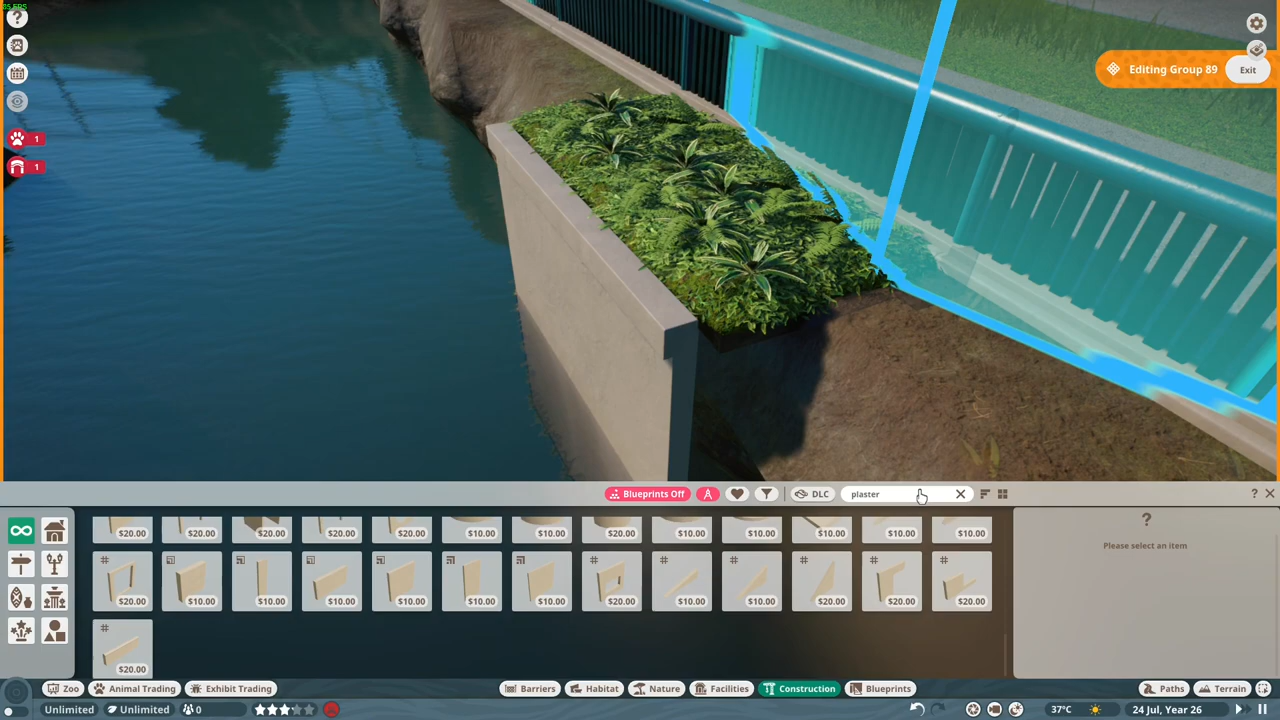 85 FPS
1
1
Editing Group 89
Exit
Blueprints Off
DLC
plaster
?
$20.00 $20.00 $20.00 $20.00 $20.00 $10.00 $10.00 $20.00 $10.00 $10.00 $10.00 $10.00 $10.00
$20.00 $10.00 $10.00 $10.00 $10.00 $10.00 $10.00 $20.00 $10.00 $10.00 $20.00 $20.00 $20.00
$20.00
?
Please select an item
Zoo
Animal Trading
Exhibit Trading
Barriers
Habitat
Nature
Facilities
Construction
Blueprints
Paths
Terrain
Unlimited
Unlimited
0
37°C
24 Jul, Year 26